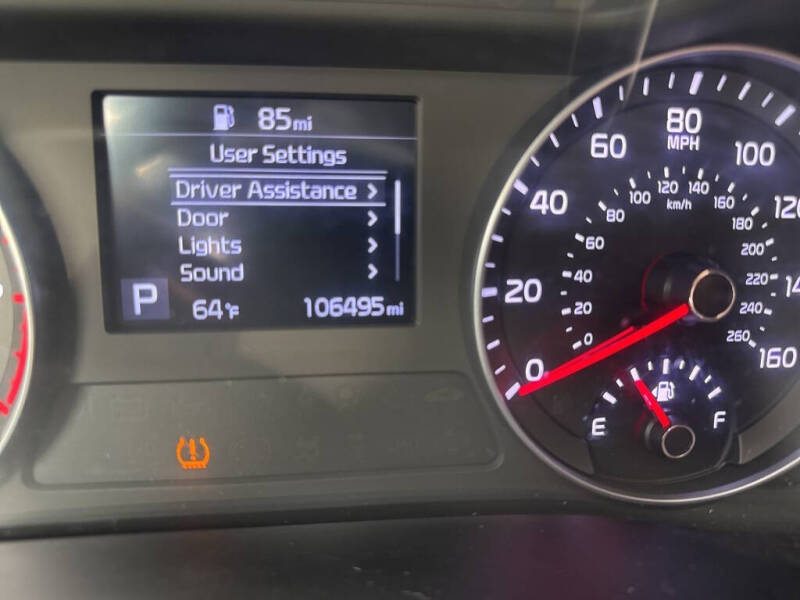 85mi
User Settings
Driver Assistance >
Door >
Lights >
Sound >
P
64°F
106495mi
0
20
40
60
80
MPH
100
120
14
160
0
20
40
60
80
100
120
140
160
180
200
220
240
260
km/h
E
F